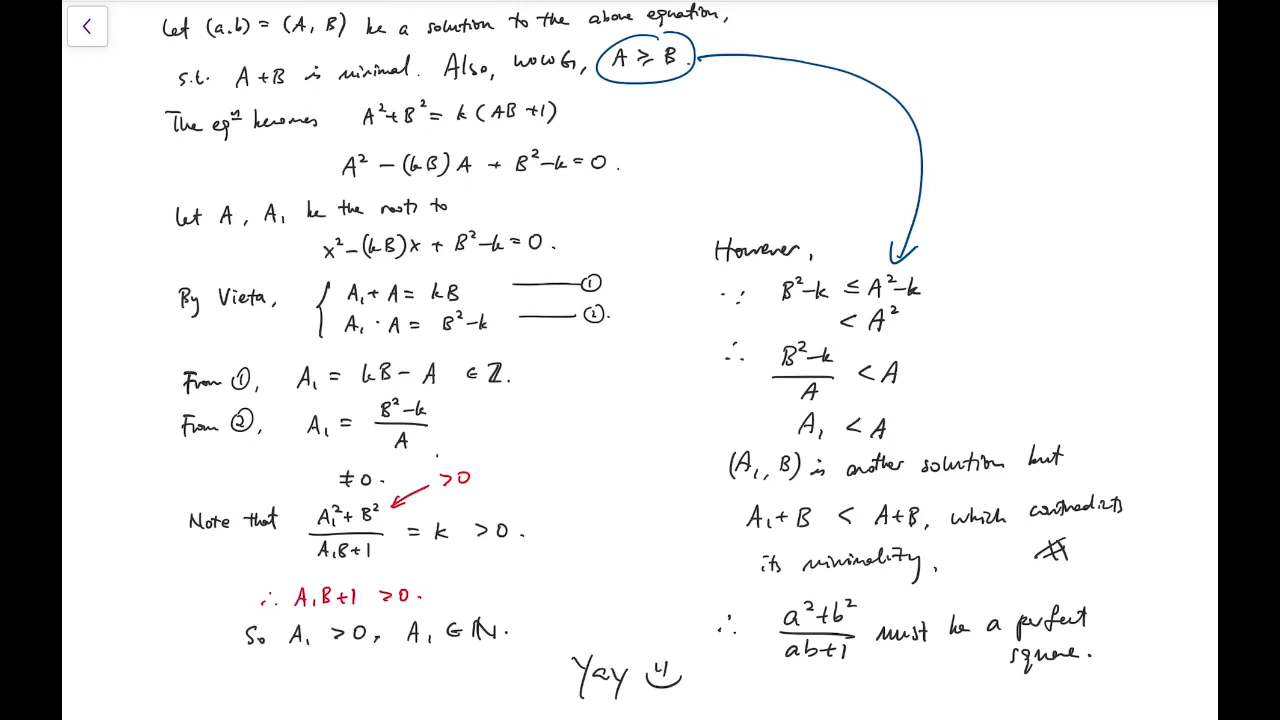 Let (a.b) = (A, B) be a solution to the above equation,
s.t. A+B is minimal. Also, WOLOG, A ⩾ B.
The eqⁿ becomes A²+B² = k (AB +1)
A² − (kB) A + B²−k = 0.
Let A, A₁ be the roots to
x²−(kB)x + B²−k = 0.
By Vieta, { A₁ + A = kB ①
A₁ · A = B²−k ②.
From ①, A₁ = kB − A ∈ ℤ.
From ②, A₁ = (B²−k)/A
≠ 0. >0
Note that (A₁²+B²)/(A₁B+1) = k > 0.
∴ A₁B+1 >0.
So A₁ > 0, A₁ ∈ ℕ.
However,
∵ B²−k ≤ A²−k
< A²
∴ (B²−k)/A < A
A₁ < A
(A₁, B) is another solution but
A₁+B < A+B, which contradicts
its minimality.
∴ (a²+b²)/(ab+1) must be a perfect
square.
Yay